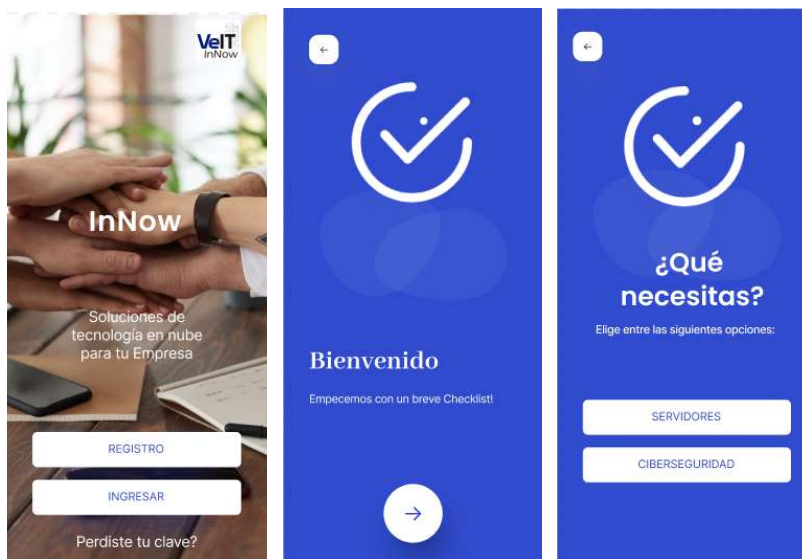 VeIT
InNow
InNow
Soluciones de
tecnología en nube
para tu Empresa
REGISTRO
INGRESAR
Perdiste tu clave?
Bienvenido
Empecemos con un breve Checklist!
¿Qué
necesitas?
Elige entre las siguientes opciones:
SERVIDORES
CIBERSEGURIDAD